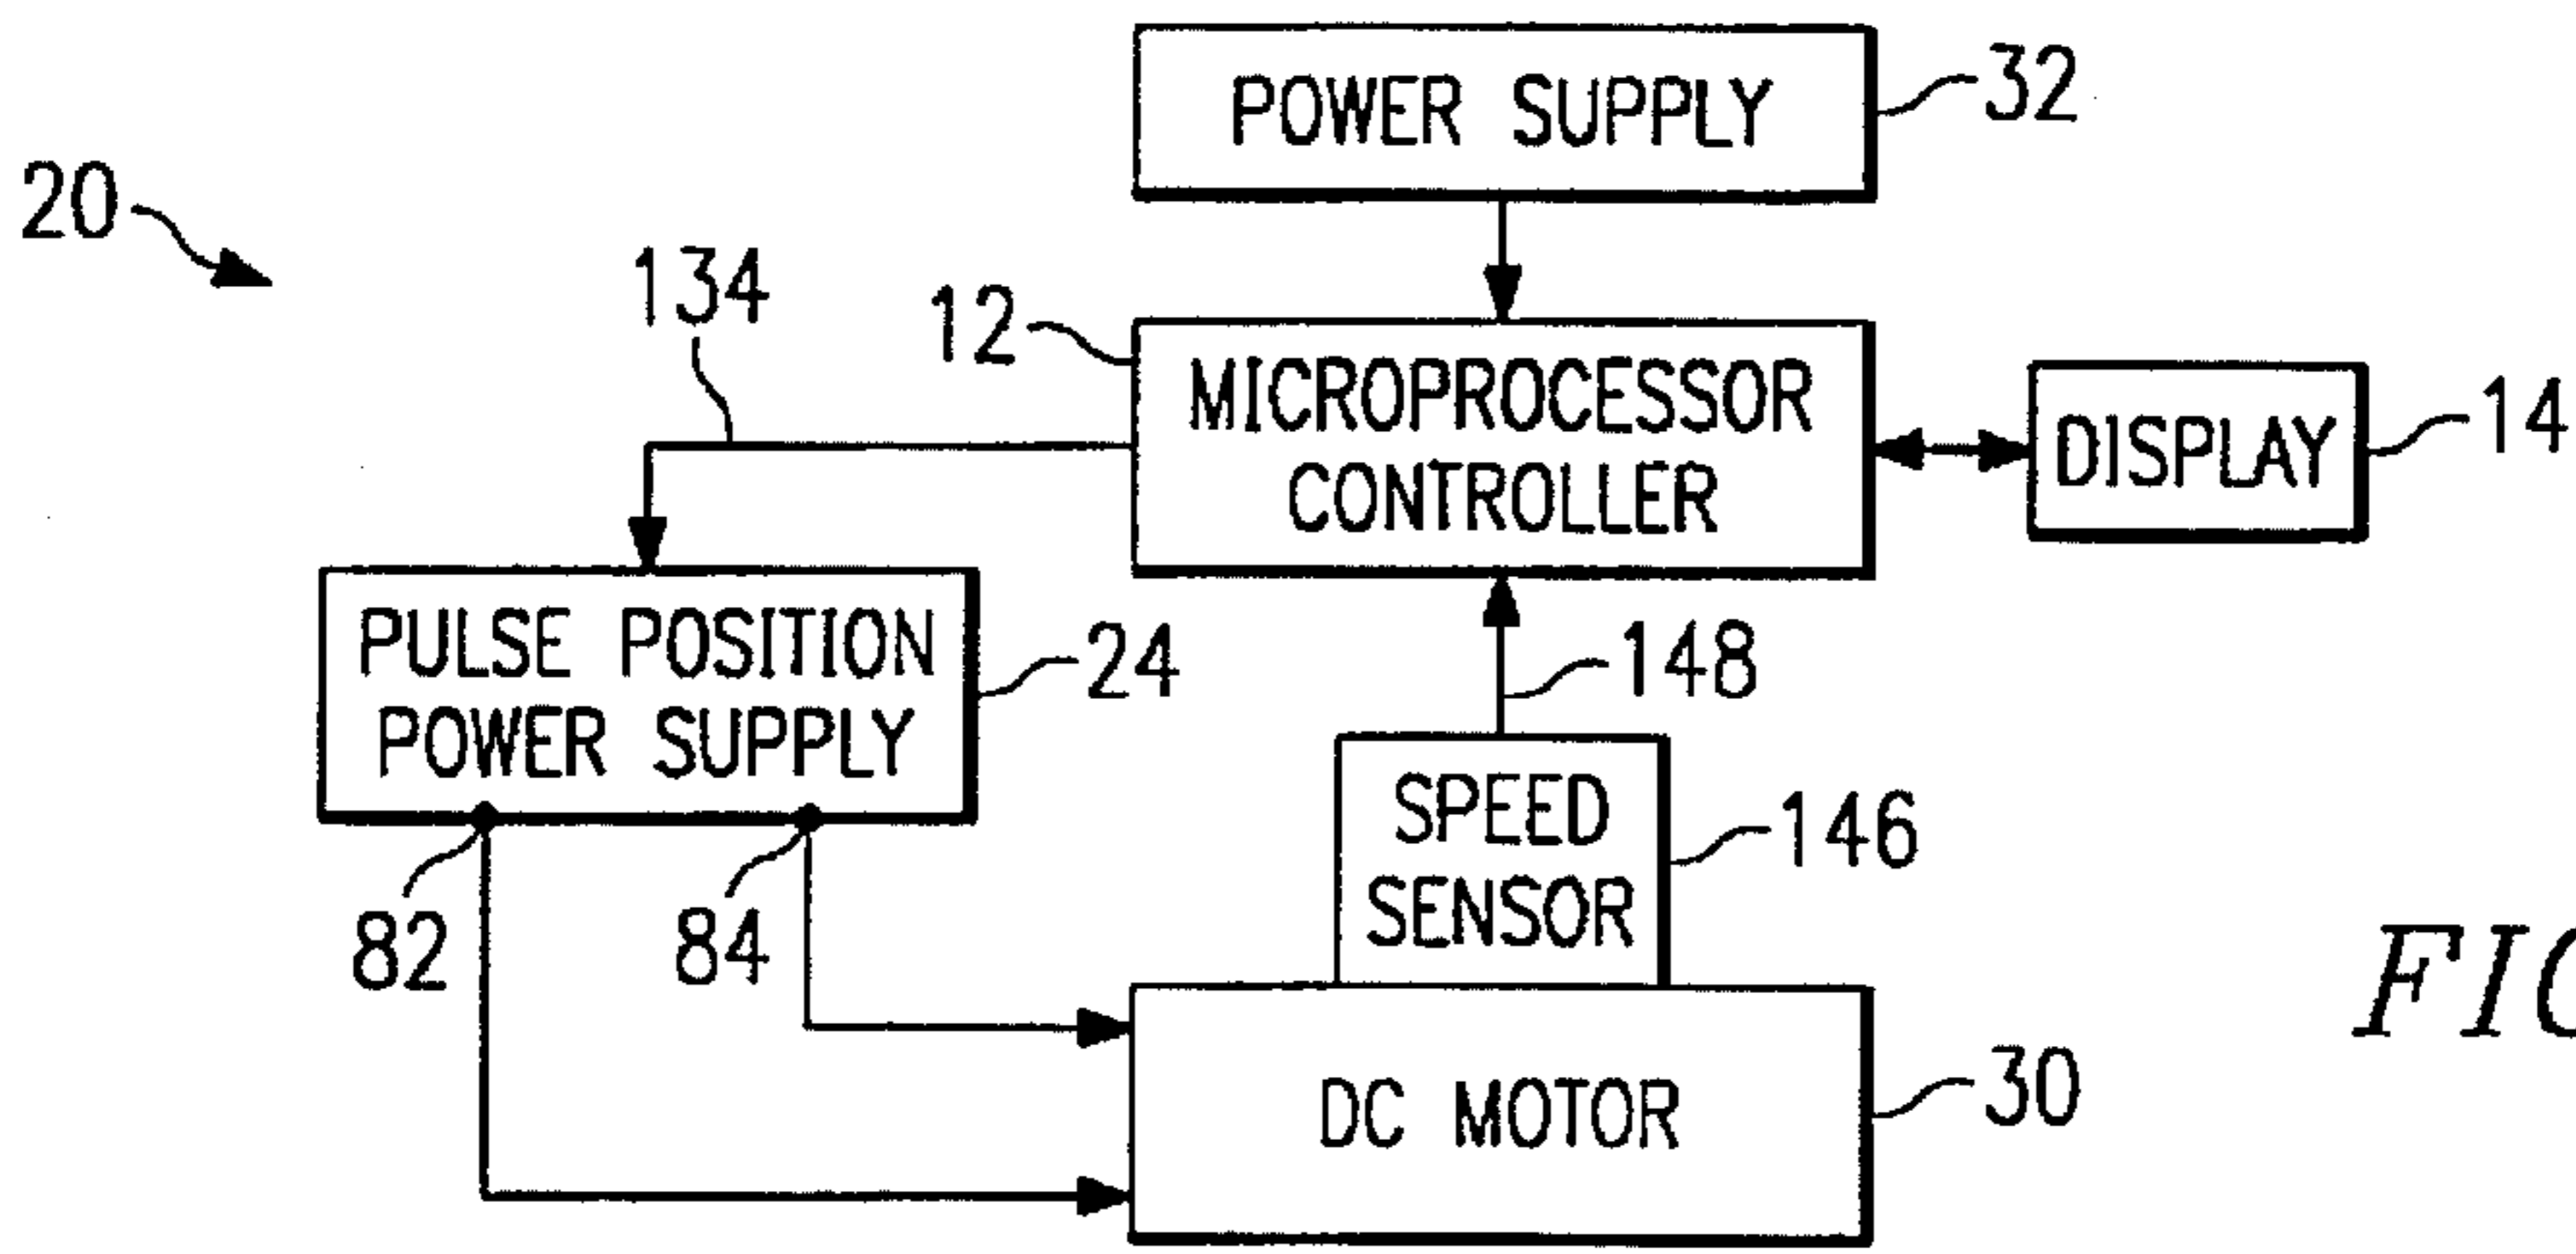 POWER SUPPLY
32
20
134
12
MICROPROCESSOR
CONTROLLER
DISPLAY
14
PULSE POSITION
POWER SUPPLY
24
148
SPEED
SENSOR
146
82
84
DC MOTOR
30